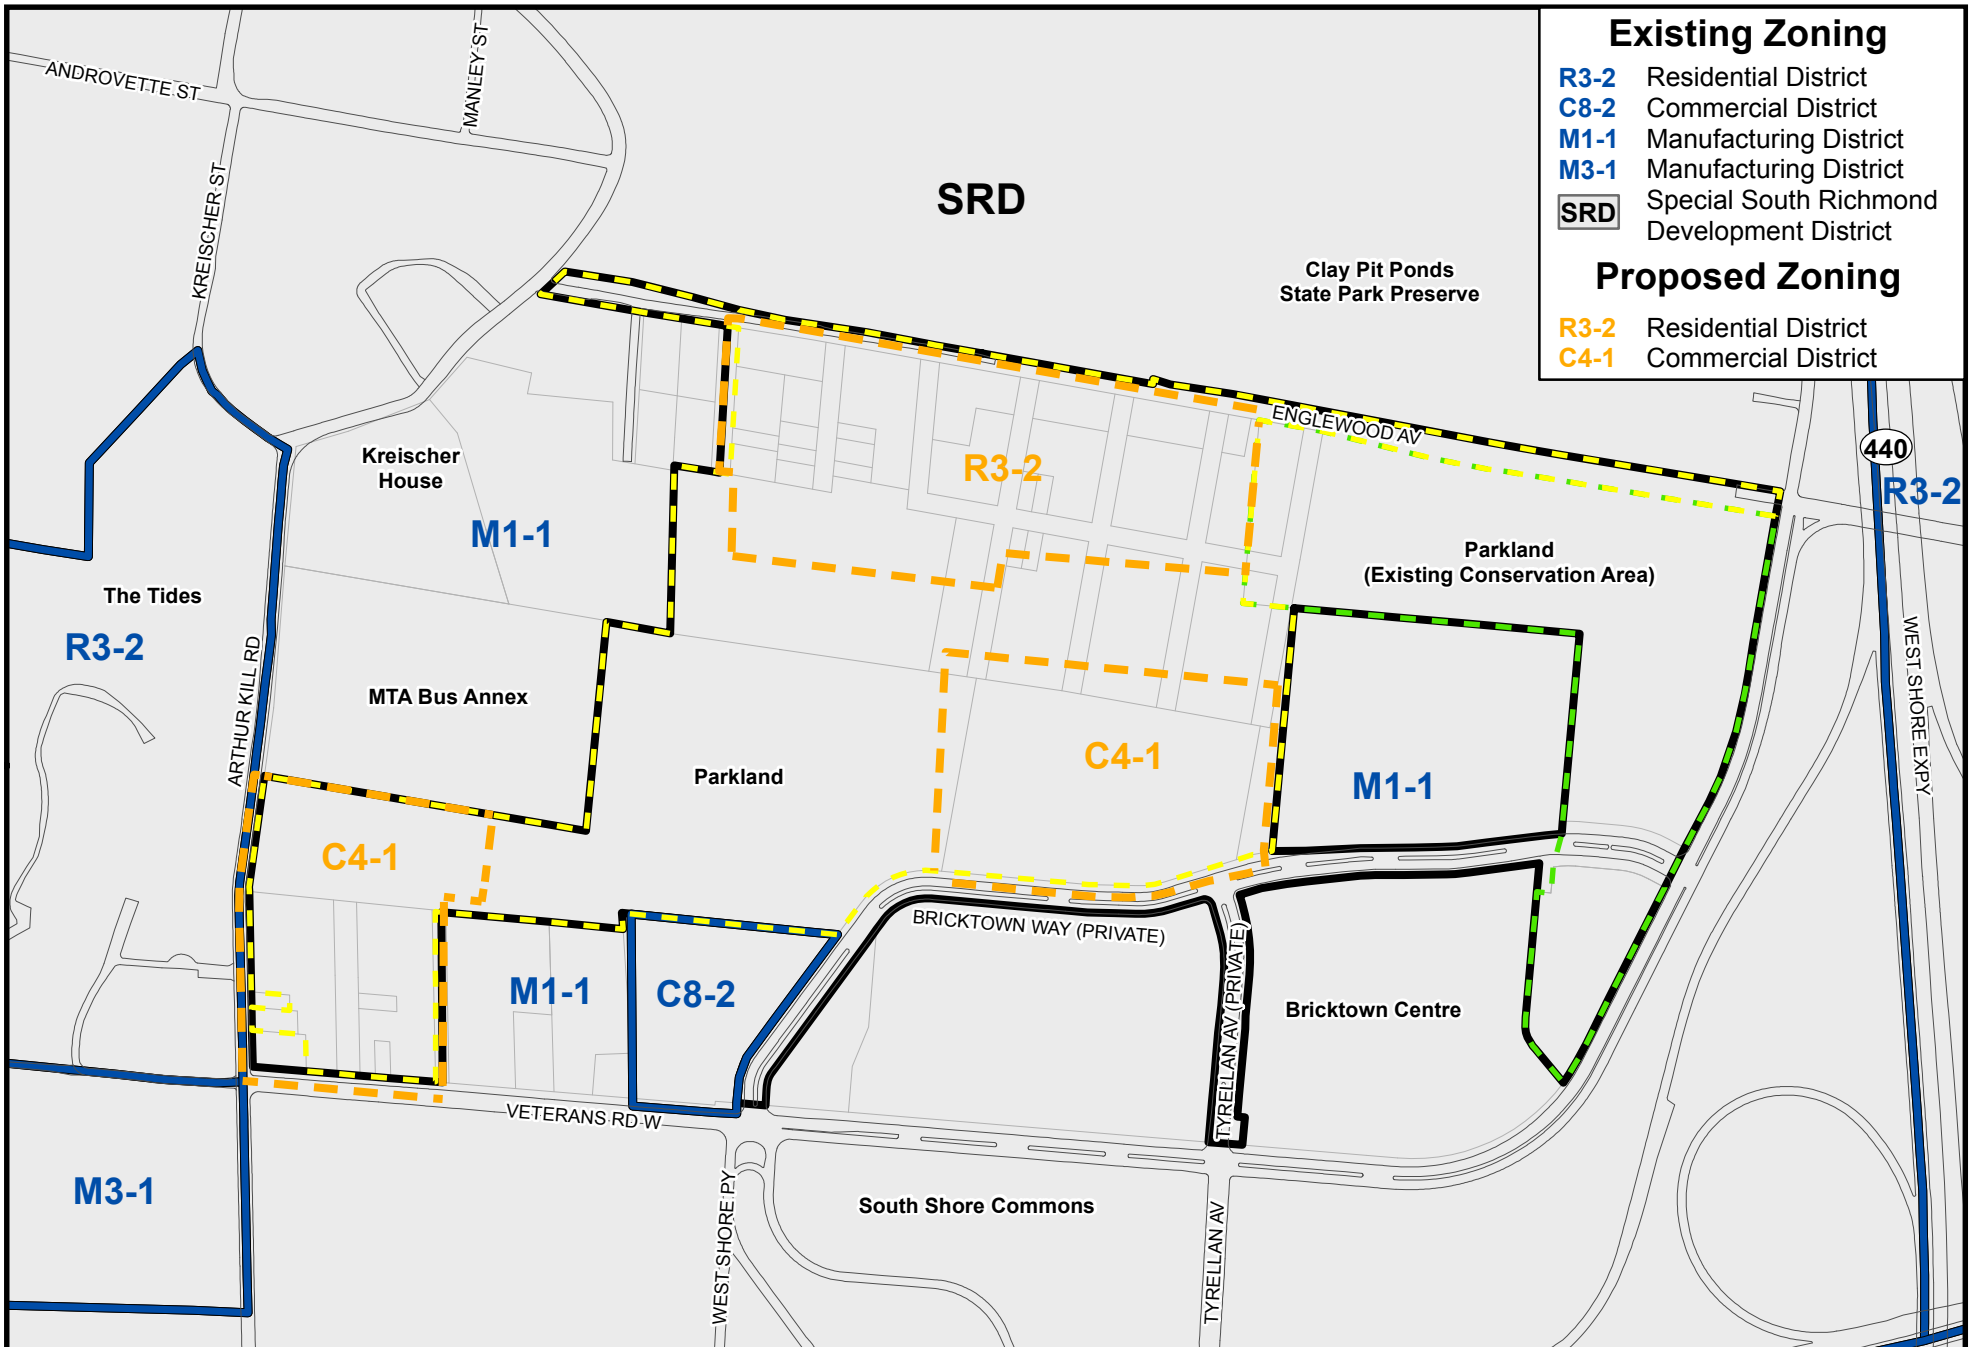 Existing Zoning
R3-2 Residential District
C8-2 Commercial District
M1-1 Manufacturing District
M3-1 Manufacturing District
SRD Special South Richmond
Development District
Proposed Zoning
R3-2 Residential District
C4-1 Commercial District
ANDROVETTE ST
MANLEY ST
KREISCHER ST
SRD
Clay Pit Ponds
State Park Preserve
ENGLEWOOD AV
440
R3-2
Kreischer
House
R3-2
M1-1
Parkland
(Existing Conservation Area)
The Tides
R3-2
ARTHUR KILL RD
MTA Bus Annex
WEST SHORE EXPY
Parkland
C4-1
M1-1
C4-1
BRICKTOWN WAY (PRIVATE)
M1-1
C8-2
TYRELLAN AV (PRIVATE)
Bricktown Centre
VETERANS RD W
M3-1
WEST SHORE PY
South Shore Commons
TYRELLAN AV